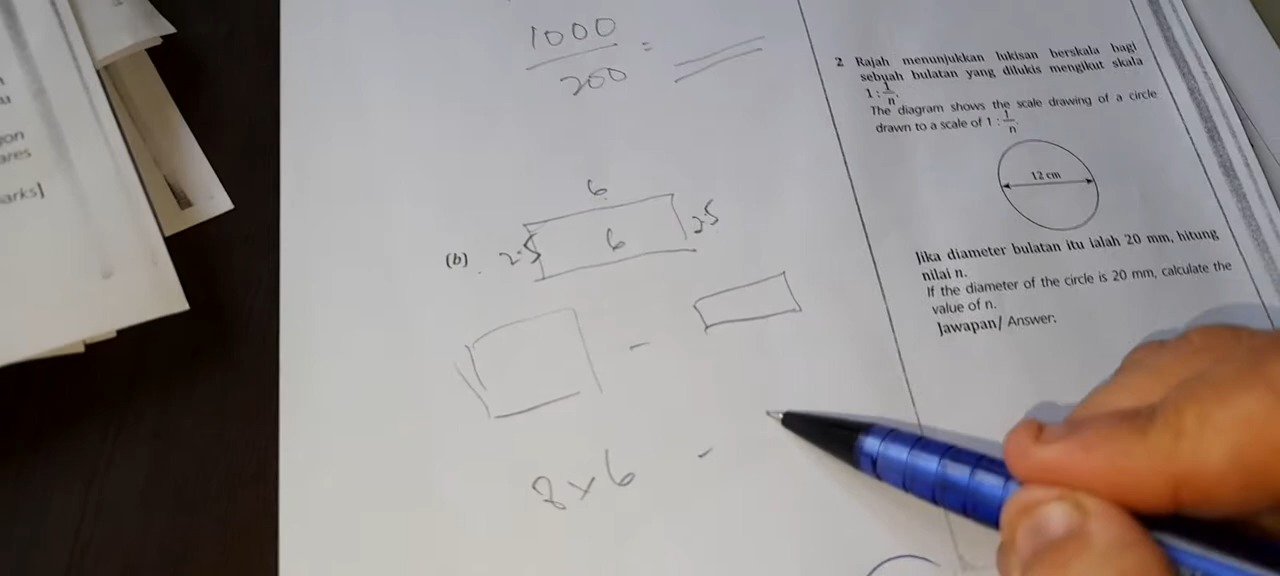 on
ares
arks]
1000
200
=
6
(b)
2.5
6
2.5
-
8 x 6 -
2 Rajah menunjukkan lukisan berskala bagi
sebuah bulatan yang dilukis mengikut skala
1 : 1/n.
The diagram shows the scale drawing of a circle
drawn to a scale of 1 : 1/n.
12 cm
Jika diameter bulatan itu ialah 20 mm, hitung
nilai n.
If the diameter of the circle is 20 mm, calculate the
value of n.
Jawapan/ Answer: